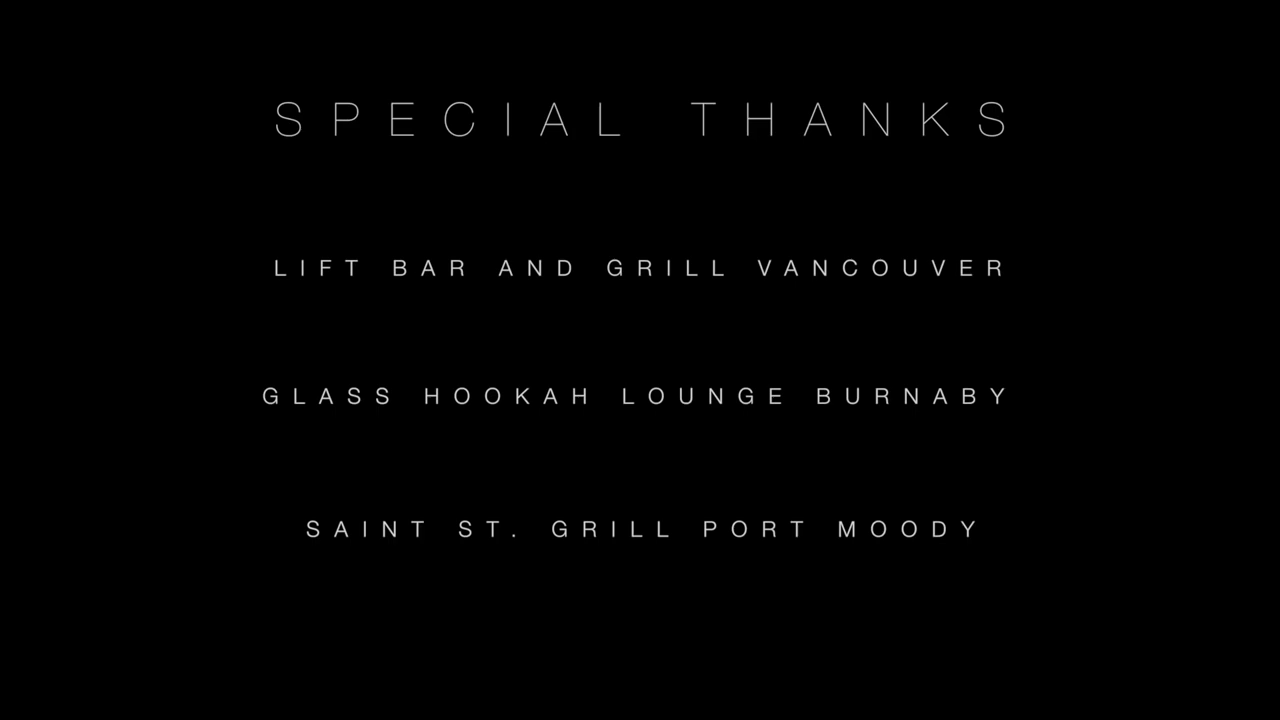 SPECIAL THANKS
LIFT BAR AND GRILL VANCOUVER
GLASS HOOKAH LOUNGE BURNABY
SAINT ST. GRILL PORT MOODY